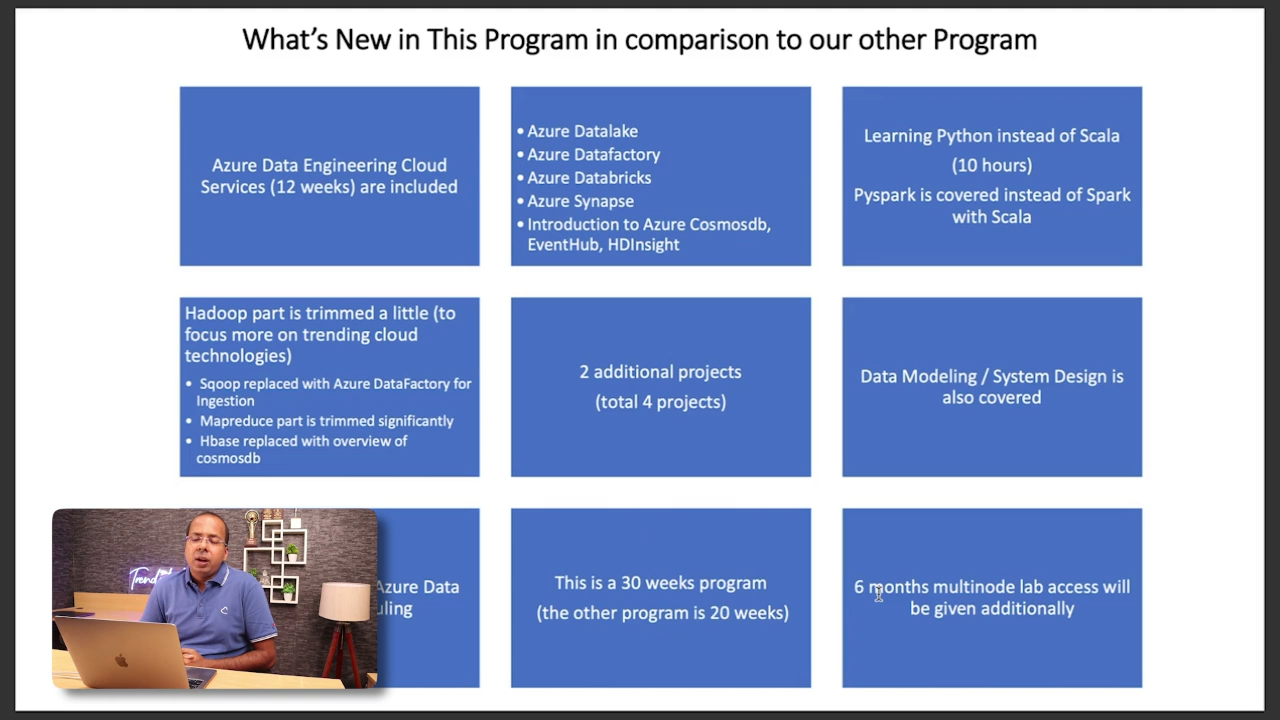 What's New in This Program in comparison to our other Program
Azure Data Engineering Cloud
Services (12 weeks) are included
• Azure Datalake
• Azure Datafactory
• Azure Databricks
• Azure Synapse
• Introduction to Azure Cosmosdb,
EventHub, HDInsight
Learning Python instead of Scala
(10 hours)
Pyspark is covered instead of Spark
with Scala
Hadoop part is trimmed a little (to
focus more on trending cloud
technologies)
• Sqoop replaced with Azure DataFactory for
Ingestion
• Mapreduce part is trimmed significantly
• Hbase replaced with overview of
cosmosdb
2 additional projects
(total 4 projects)
Data Modeling / System Design is
also covered
Azure Data
uling
This is a 30 weeks program
(the other program is 20 weeks)
6 months multinode lab access will
be given additionally